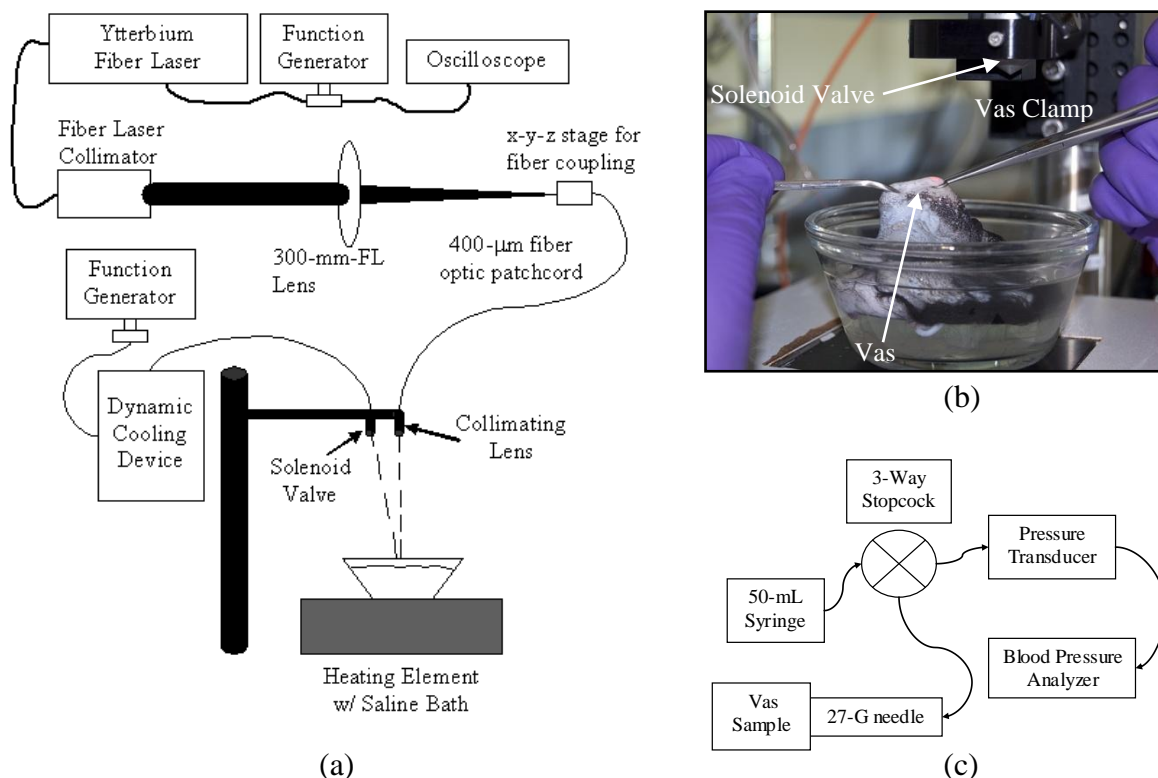 Ytterbium
Fiber Laser
Function
Generator
Oscilloscope
Fiber Laser
Collimator
x-y-z stage for
fiber coupling
300-mm-FL
Lens
400-μm fiber
optic patchcord
Function
Generator
Dynamic
Cooling
Device
Solenoid
Valve
Collimating
Lens
Heating Element
w/ Saline Bath
(a)
Solenoid Valve
Vas Clamp
Vas
(b)
3-Way
Stopcock
Pressure
Transducer
50-mL
Syringe
Blood Pressure
Analyzer
Vas
Sample
27-G needle
(c)